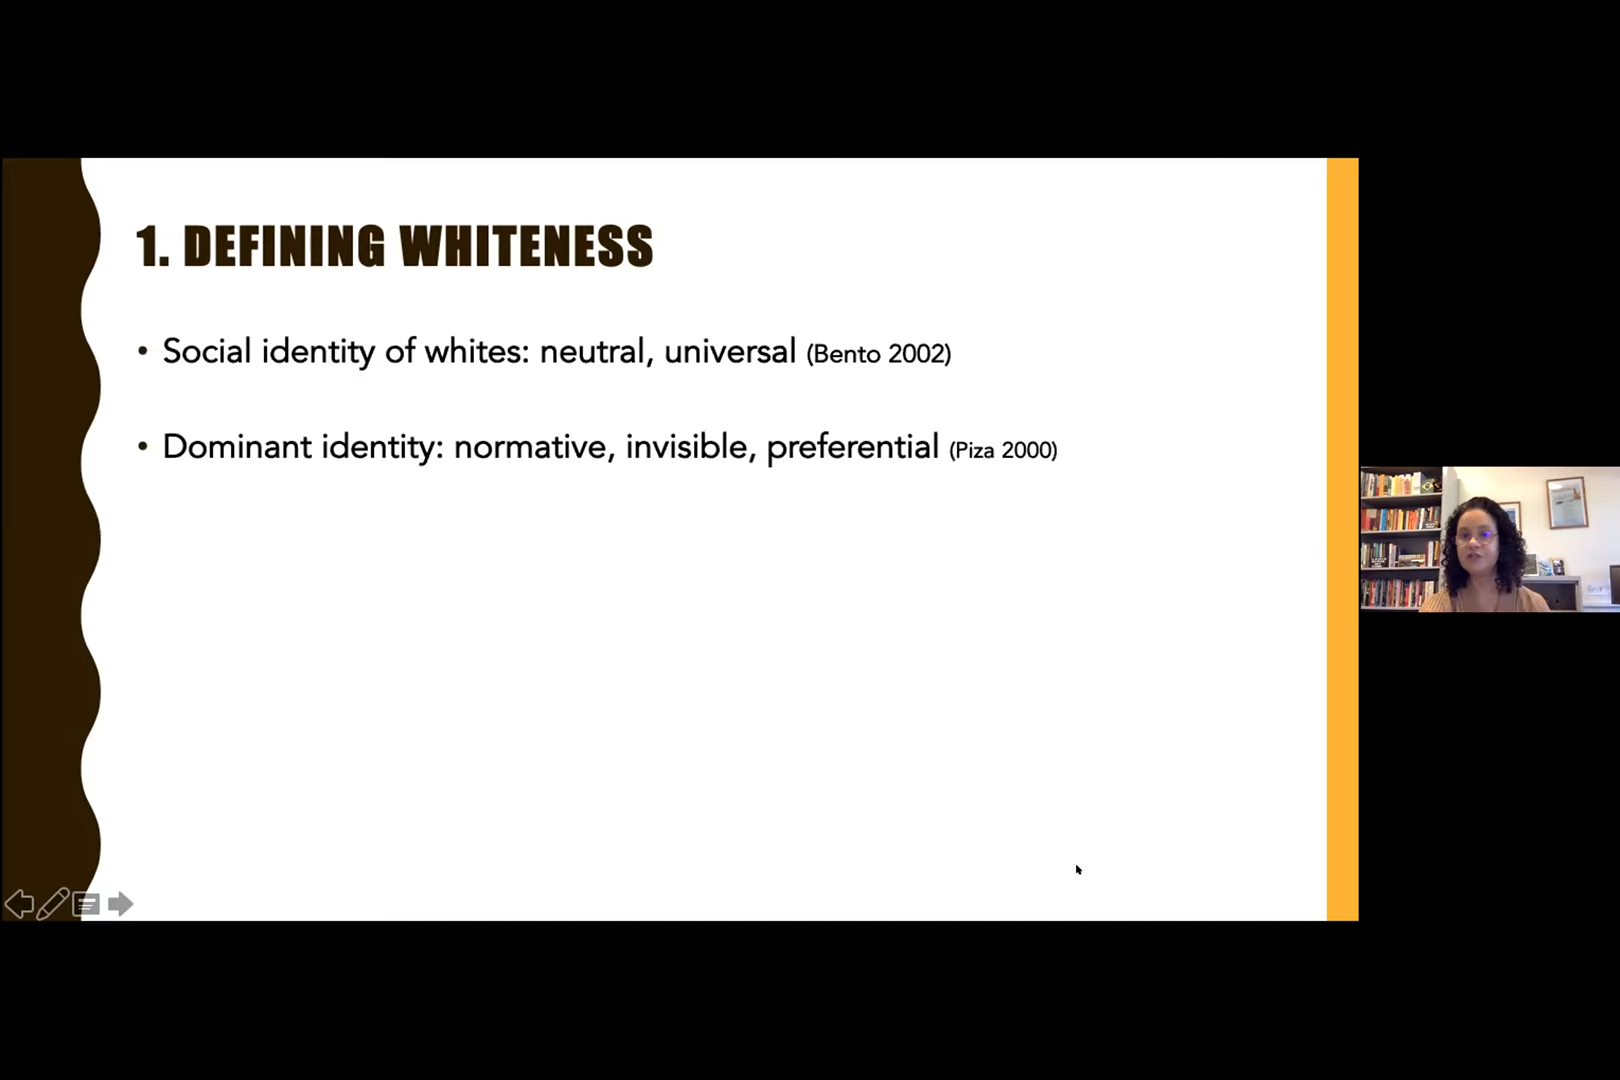 1. DEFINING WHITENESS
• Social identity of whites: neutral, universal (Bento 2002)
• Dominant identity: normative, invisible, preferential (Piza 2000)